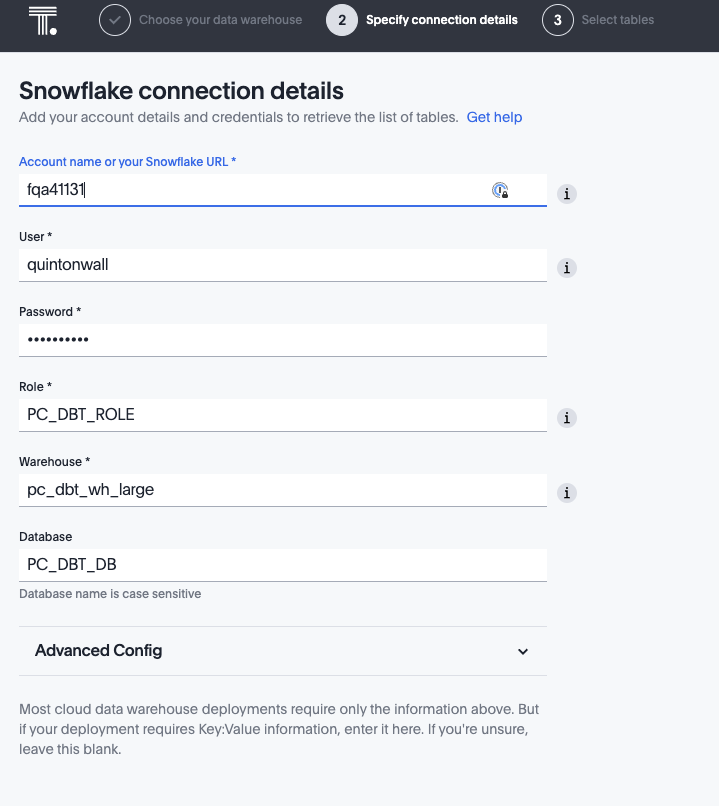 T.
Choose your data warehouse
2
Specify connection details
3
Select tables
Snowflake connection details
Add your account details and credentials to retrieve the list of tables. Get help
Account name or your Snowflake URL *
fqa41131
i
User *
quintonwall
i
Password *
••••••••••
Role *
PC_DBT_ROLE
i
Warehouse *
pc_dbt_wh_large
i
Database
PC_DBT_DB
Database name is case sensitive
Advanced Config
Most cloud data warehouse deployments require only the information above. But
if your deployment requires Key:Value information, enter it here. If you're unsure,
leave this blank.